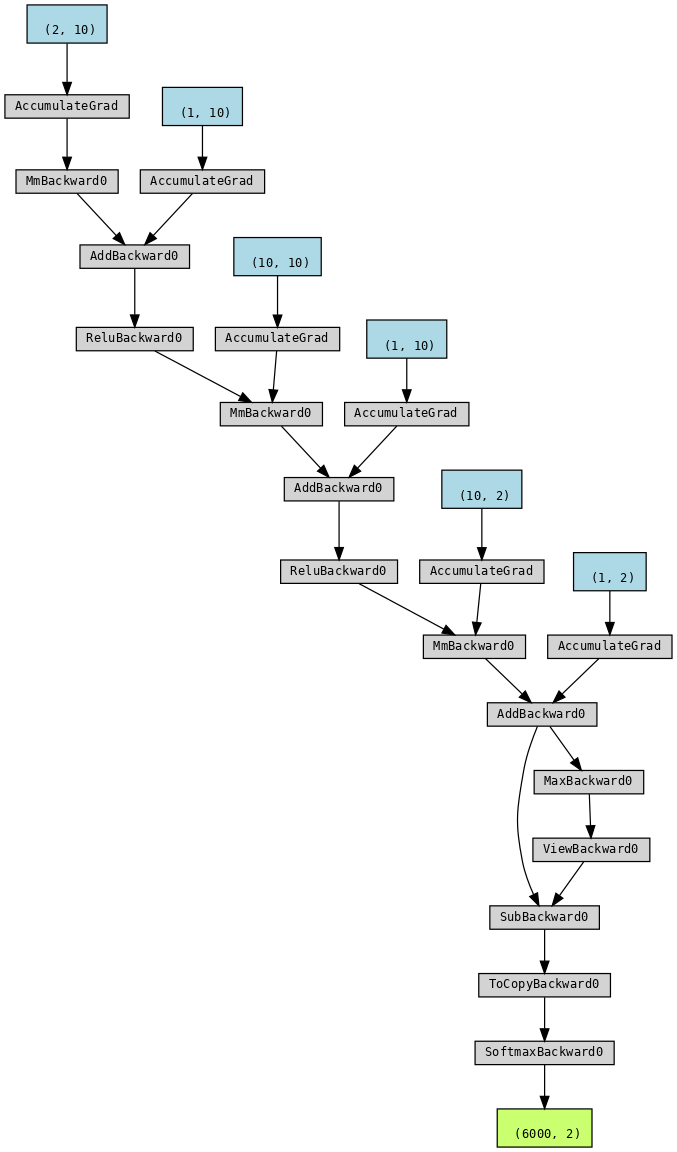 (2, 10)
AccumulateGrad
(1, 10)
MmBackward0
AccumulateGrad
AddBackward0
(10, 10)
ReluBackward0
AccumulateGrad
(1, 10)
MmBackward0
AccumulateGrad
AddBackward0
(10, 2)
ReluBackward0
AccumulateGrad
(1, 2)
MmBackward0
AccumulateGrad
AddBackward0
MaxBackward0
ViewBackward0
SubBackward0
ToCopyBackward0
SoftmaxBackward0
(6000, 2)